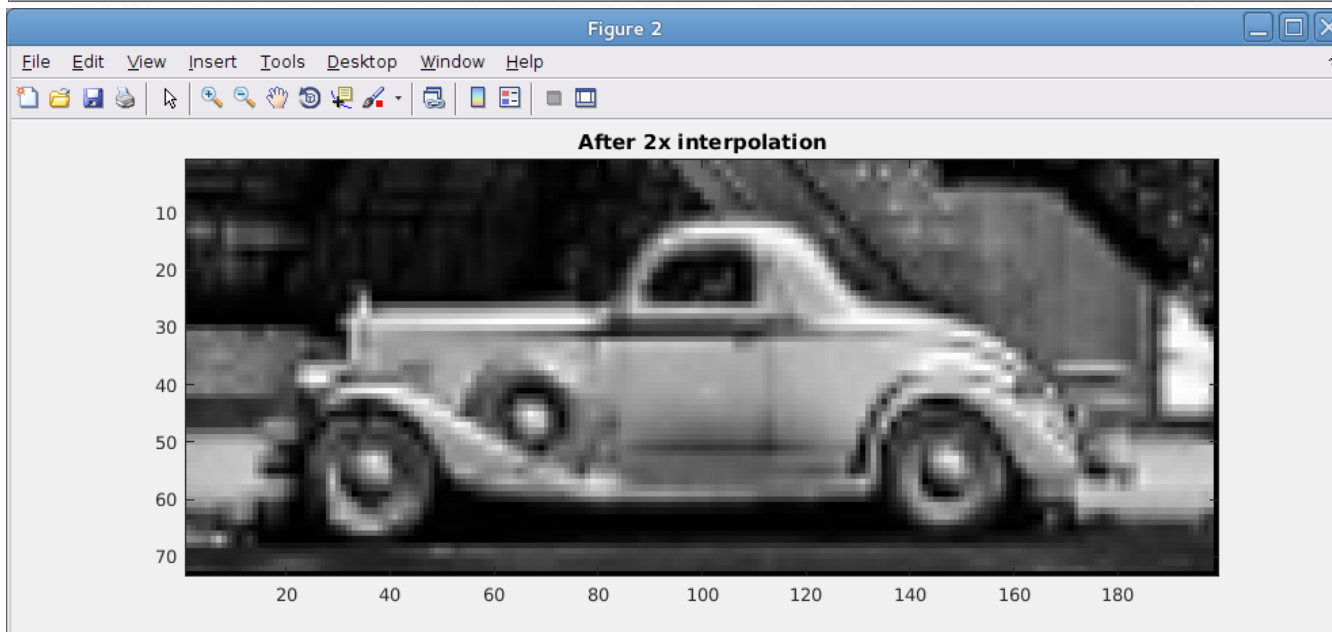 Figure 2
File Edit View Insert Tools Desktop Window Help
After 2x interpolation
10
20
30
40
50
60
70
20 40 60 80 100 120 140 160 180